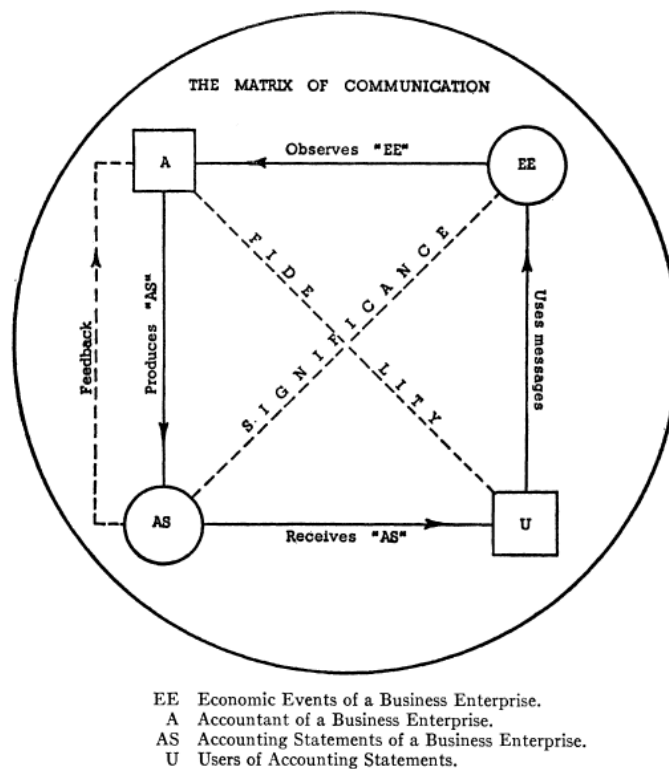 THE MATRIX OF COMMUNICATION
A
Observes "EE"
EE
FIDELITY
SIGNIFICANCE
Feedback
Produces "AS"
Uses messages
AS
Receives "AS"
U
EE Economic Events of a Business Enterprise.
A Accountant of a Business Enterprise.
AS Accounting Statements of a Business Enterprise.
U Users of Accounting Statements.